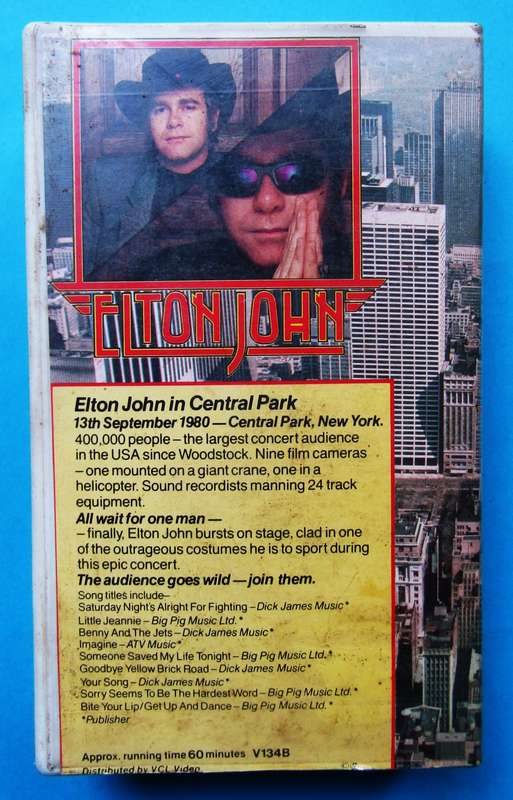 ELTON JOHN
Elton John in Central Park
13th September 1980 — Central Park, New York.
400,000 people – the largest concert audience
in the USA since Woodstock. Nine film cameras
– one mounted on a giant crane, one in a
helicopter. Sound recordists manning 24 track
equipment.
All wait for one man —
– finally, Elton John bursts on stage, clad in one
of the outrageous costumes he is to sport during
this epic concert.
The audience goes wild — join them.
Song titles include–
Saturday Night's Alright For Fighting – Dick James Music*
Little Jeannie – Big Pig Music Ltd.*
Benny And The Jets – Dick James Music*
Imagine – ATV Music*
Someone Saved My Life Tonight – Big Pig Music Ltd.*
Goodbye Yellow Brick Road – Dick James Music*
Your Song – Dick James Music*
Sorry Seems To Be The Hardest Word – Big Pig Music Ltd.*
Bite Your Lip/Get Up And Dance – Big Pig Music Ltd.*
*Publisher
Approx. running time 60 minutes V134B
Distributed by VCL Video.